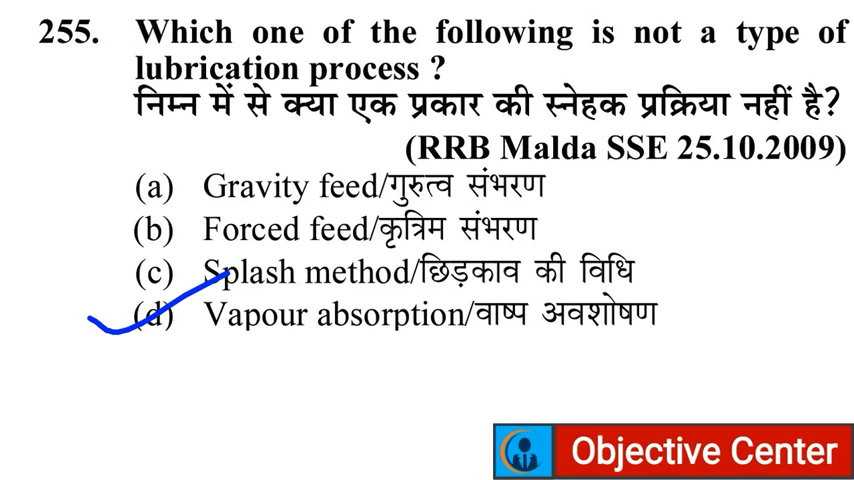 255. Which one of the following is not a type of
lubrication process ?
निम्न में से क्या एक प्रकार की स्नेहक प्रक्रिया नहीं है?
(RRB Malda SSE 25.10.2009)
(a) Gravity feed/गुरुत्व संभरण
(b) Forced feed/कृत्रिम संभरण
(c) Splash method/छिड़काव की विधि
(d) Vapour absorption/वाष्प अवशोषण
Objective Center